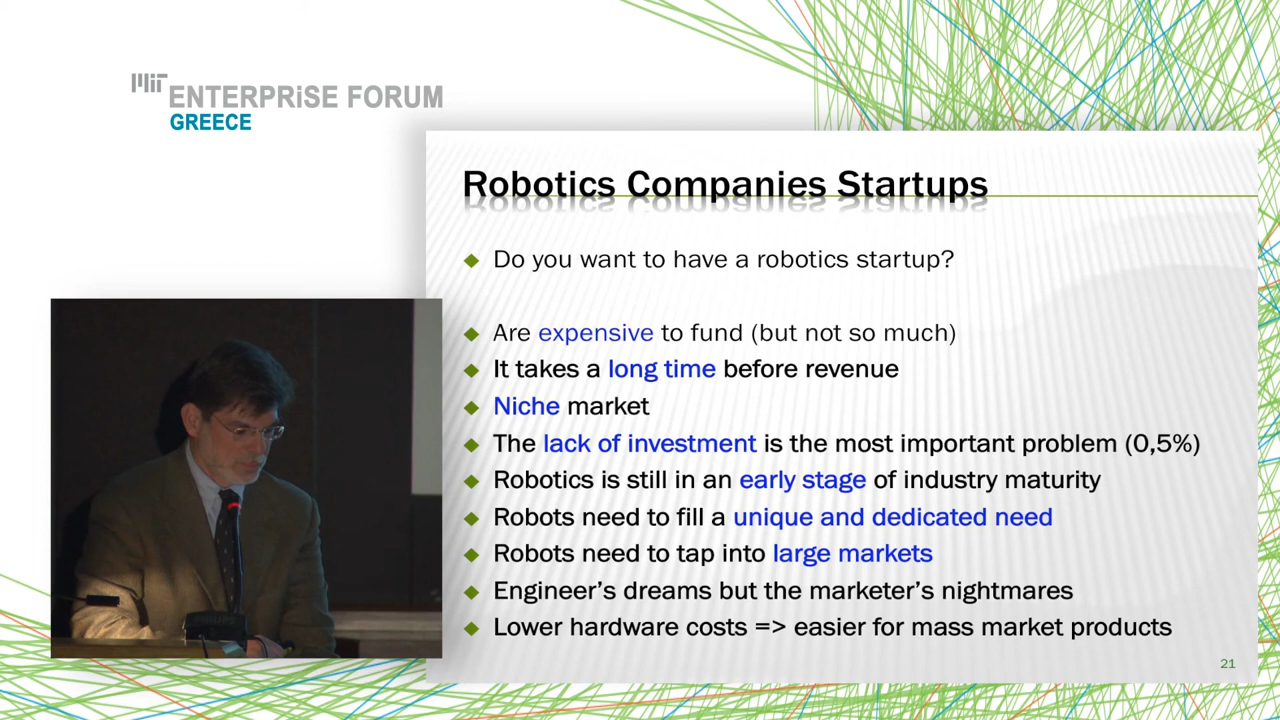 MIT
ENTERPRiSE FORUM
GREECE
Robotics Companies Startups
Do you want to have a robotics startup?
Are expensive to fund (but not so much)
It takes a long time before revenue
Niche market
The lack of investment is the most important problem (0,5%)
Robotics is still in an early stage of industry maturity
Robots need to fill a unique and dedicated need
Robots need to tap into large markets
Engineer’s dreams but the marketer’s nightmares
Lower hardware costs => easier for mass market products
PHILIPS
21